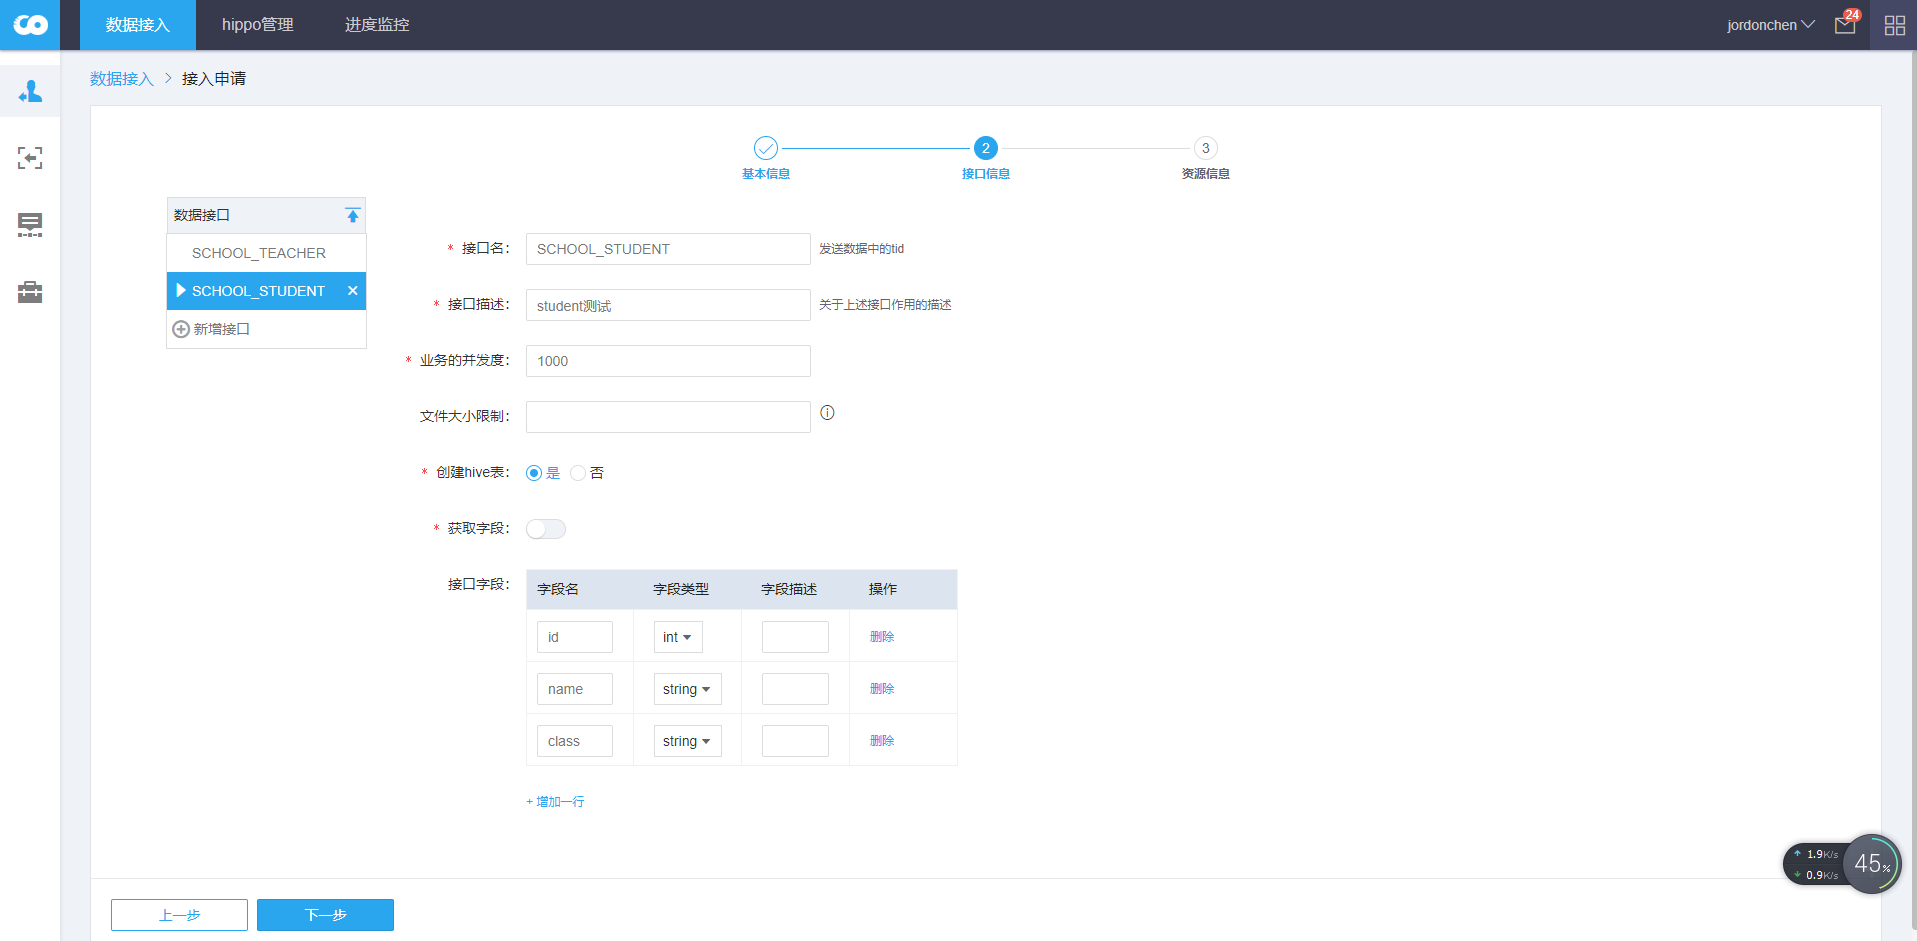 数据接入 hippo管理 进度监控 jordonchen 24
数据接入 > 接入申请
2 3
基本信息 接口信息 资源信息
数据接口
SCHOOL_TEACHER
SCHOOL_STUDENT ×
新增接口
* 接口名： SCHOOL_STUDENT 发送数据中的tid
* 接口描述： student测试 关于上述接口作用的描述
* 业务的并发度： 1000
文件大小限制：
* 创建hive表： 是 否
* 获取字段：
接口字段： 字段名 字段类型 字段描述 操作
id int 删除
name string 删除
class string 删除
+ 增加一行
1.9K/s
0.9K/s
45%
上一步 下一步